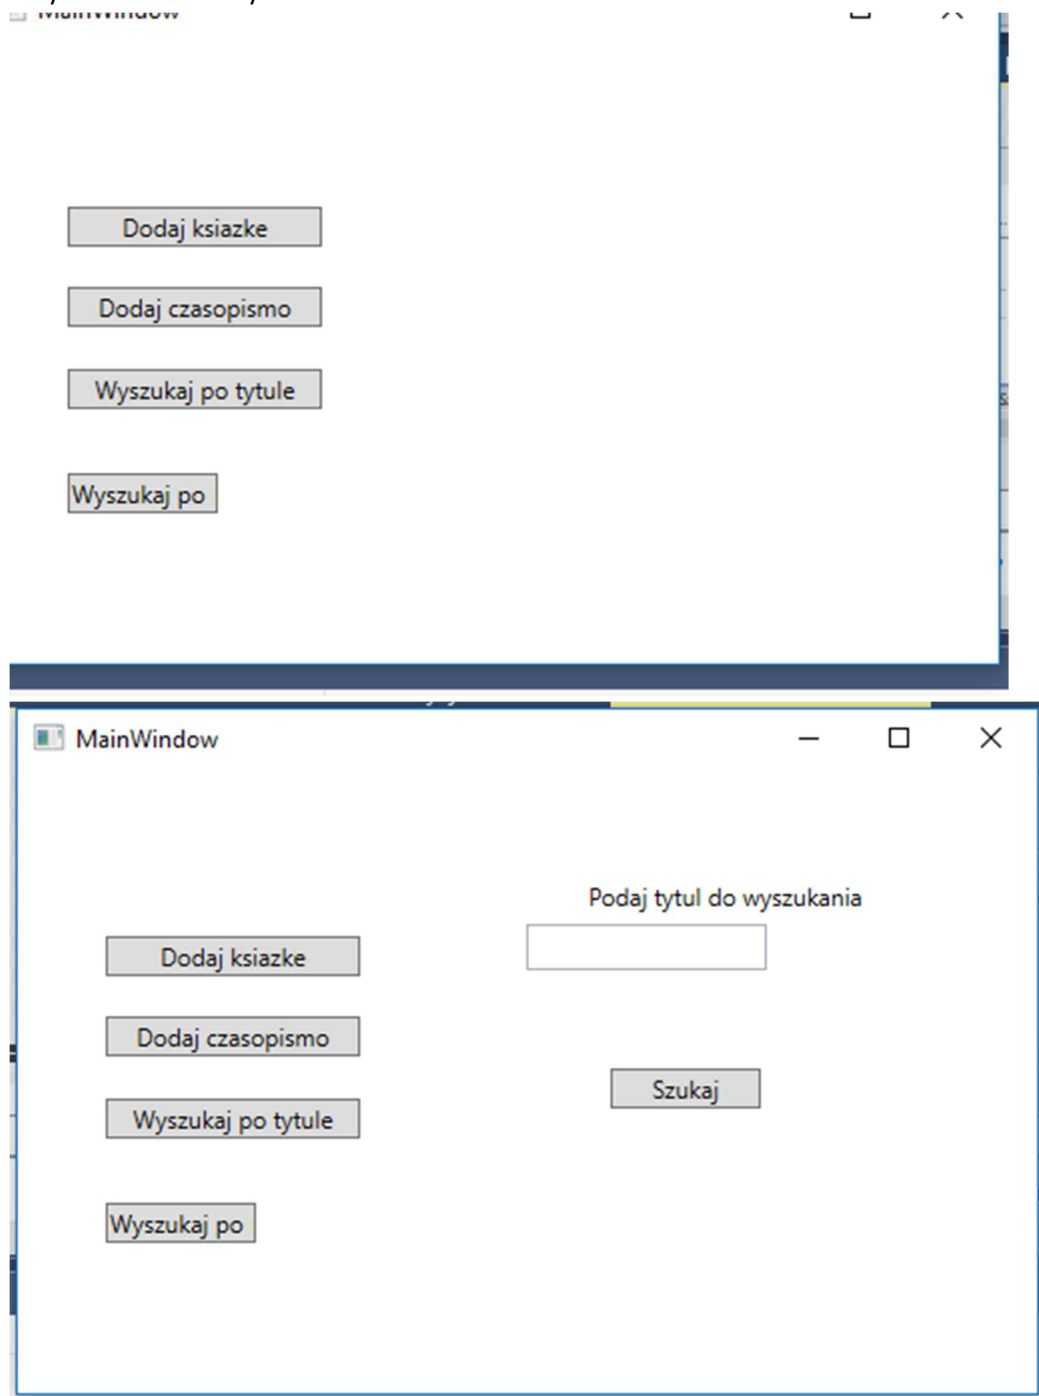 MainWindow
Dodaj ksiazke
Dodaj czasopismo
Wyszukaj po tytule
Wyszukaj po
MainWindow
Podaj tytul do wyszukania
Dodaj ksiazke
Dodaj czasopismo
Szukaj
Wyszukaj po tytule
Wyszukaj po